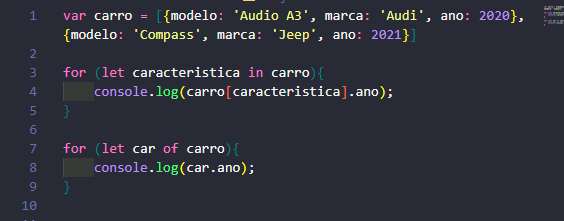 1 var carro = [{modelo: 'Audio A3', marca: 'Audi', ano: 2020},
2 {modelo: 'Compass', marca: 'Jeep', ano: 2021}]
3 for (let caracteristica in carro){
4 console.log(carro[caracteristica].ano);
5 }
6
7 for (let car of carro){
8 console.log(car.ano);
9 }
10